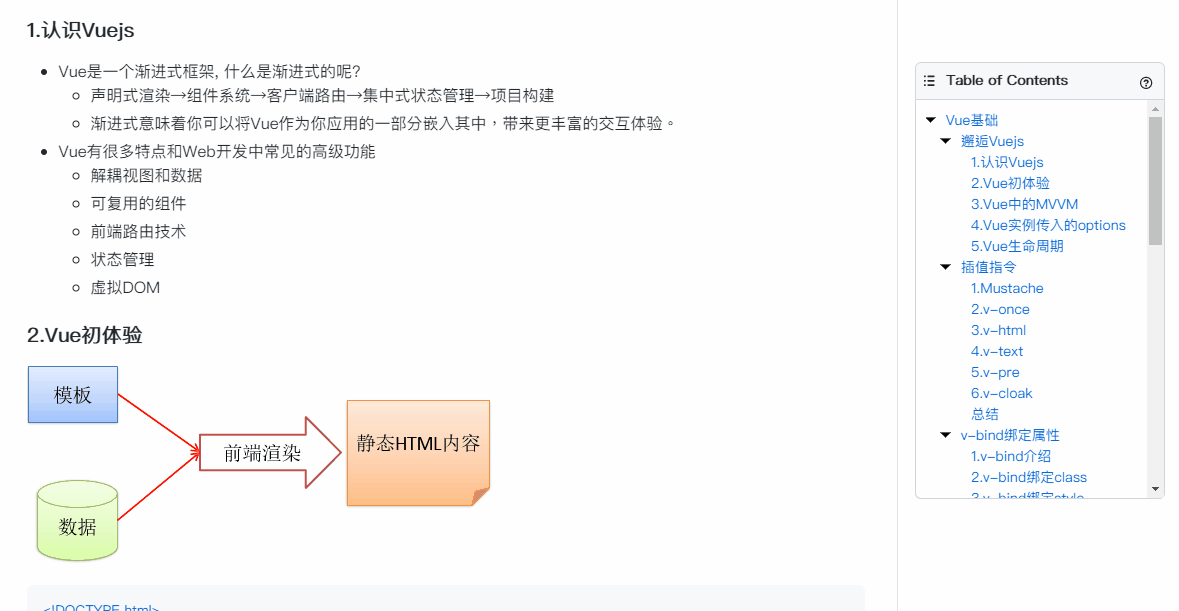 1.认识Vuejs
Vue是一个渐进式框架, 什么是渐进式的呢?
声明式渲染→组件系统→客户端路由→集中式状态管理→项目构建
渐进式意味着你可以将Vue作为你应用的一部分嵌入其中，带来更丰富的交互体验。
Vue有很多特点和Web开发中常见的高级功能
解耦视图和数据
可复用的组件
前端路由技术
状态管理
虚拟DOM
2.Vue初体验
模板
前端渲染
静态HTML内容
数据
<!DOCTYPE html>
Table of Contents
Vue基础
邂逅Vuejs
1.认识Vuejs
2.Vue初体验
3.Vue中的MVVM
4.Vue实例传入的options
5.Vue生命周期
插值指令
1.Mustache
2.v-once
3.v-html
4.v-text
5.v-pre
6.v-cloak
总结
v-bind绑定属性
1.v-bind介绍
2.v-bind绑定class
3.v-bind绑定style